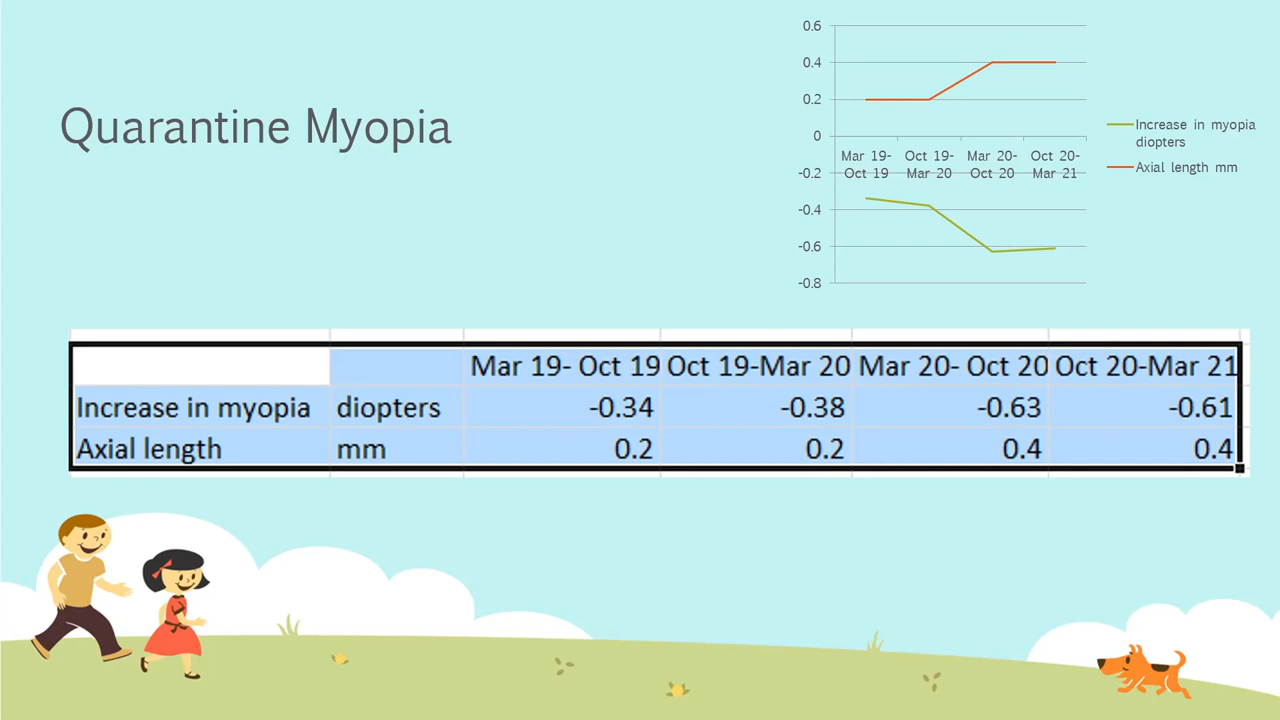 Quarantine Myopia
0.6
0.4
0.2
0
-0.2
-0.4
-0.6
-0.8
Mar 19- Oct 19- Mar 20- Oct 20-
Oct 19 Mar 20 Oct 20 Mar 21
Increase in myopia
diopters
Axial length mm
Mar 19- Oct 19 Oct 19-Mar 20 Mar 20- Oct 20 Oct 20-Mar 21
Increase in myopia diopters -0.34 -0.38 -0.63 -0.61
Axial length mm 0.2 0.2 0.4 0.4